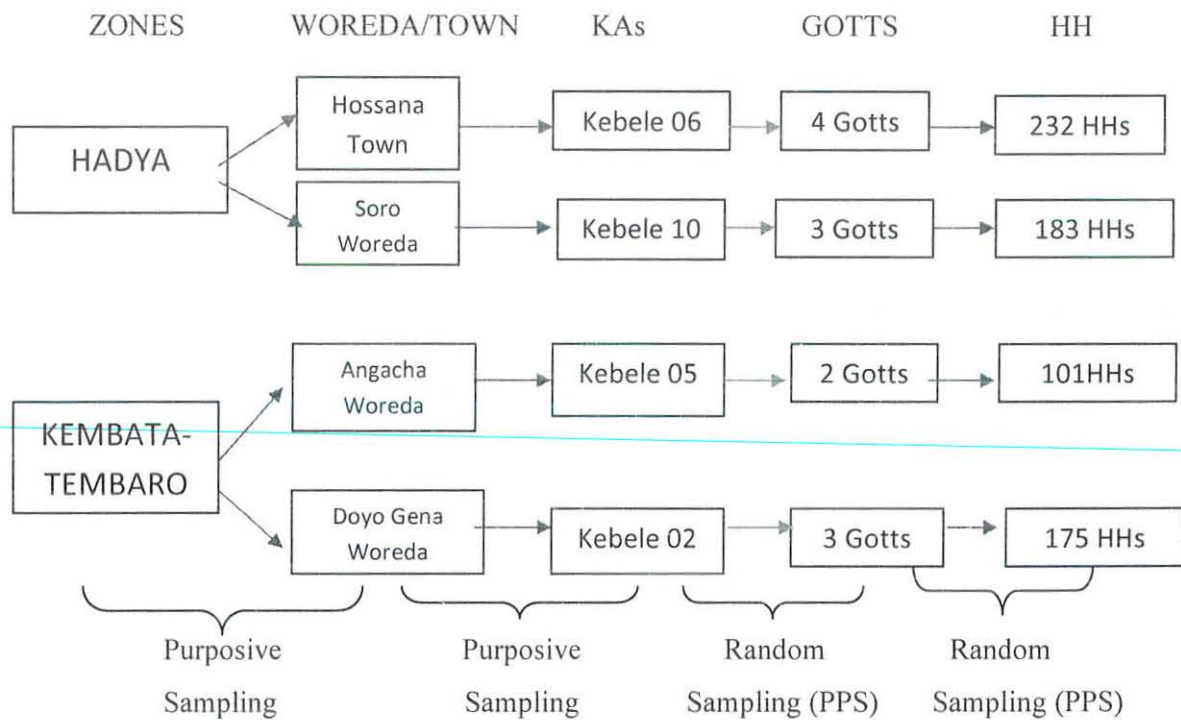 ZONES WOREDA/TOWN KAs GOTTS HH
Hossana
Town
HADYA
Kebele 06
4 Gotts
232 HHs
Soro
Woreda
Kebele 10
3 Gotts
183 HHs
Angacha
Woreda
Kebele 05
2 Gotts
101HHs
KEMBATA-
TEMBARO
Doyo Gena
Woreda
Kebele 02
3 Gotts
175 HHs
Purposive
Sampling
Purposive
Sampling
Random
Sampling (PPS)
Random
Sampling (PPS)